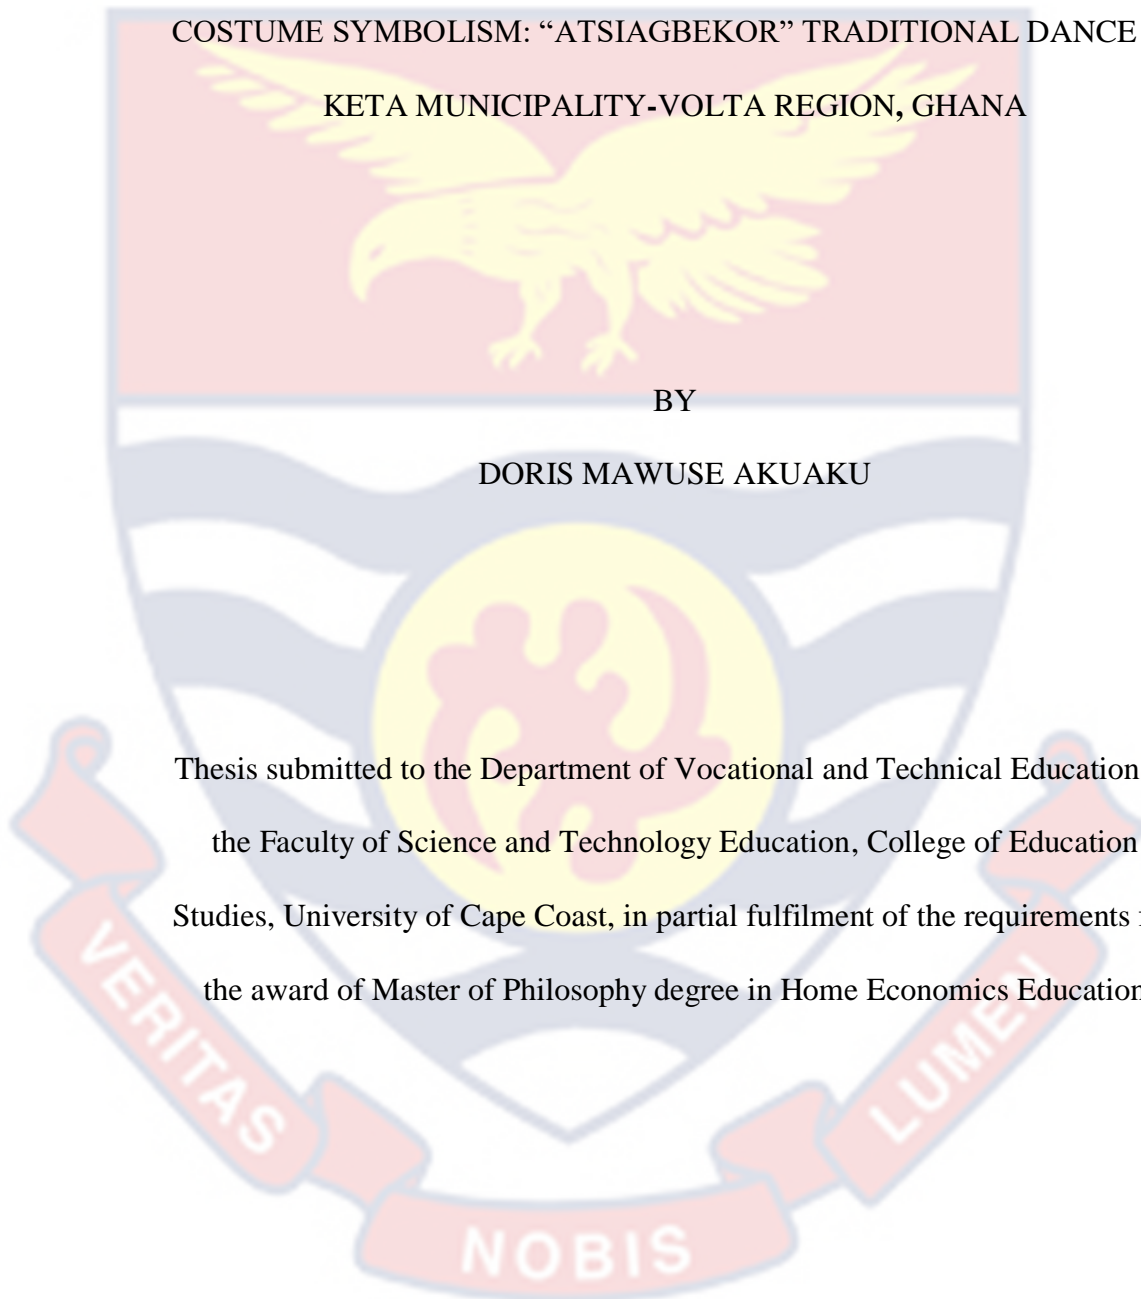 COSTUME SYMBOLISM: “ATSIAGBEKOR” TRADITIONAL DANCE
KETA MUNICIPALITY-VOLTA REGION, GHANA
BY
DORIS MAWUSE AKUAKU
Thesis submitted to the Department of Vocational and Technical Education
the Faculty of Science and Technology Education, College of Education
Studies, University of Cape Coast, in partial fulfilment of the requirements
the award of Master of Philosophy degree in Home Economics Education
VERITAS
NOBIS
LUMEN